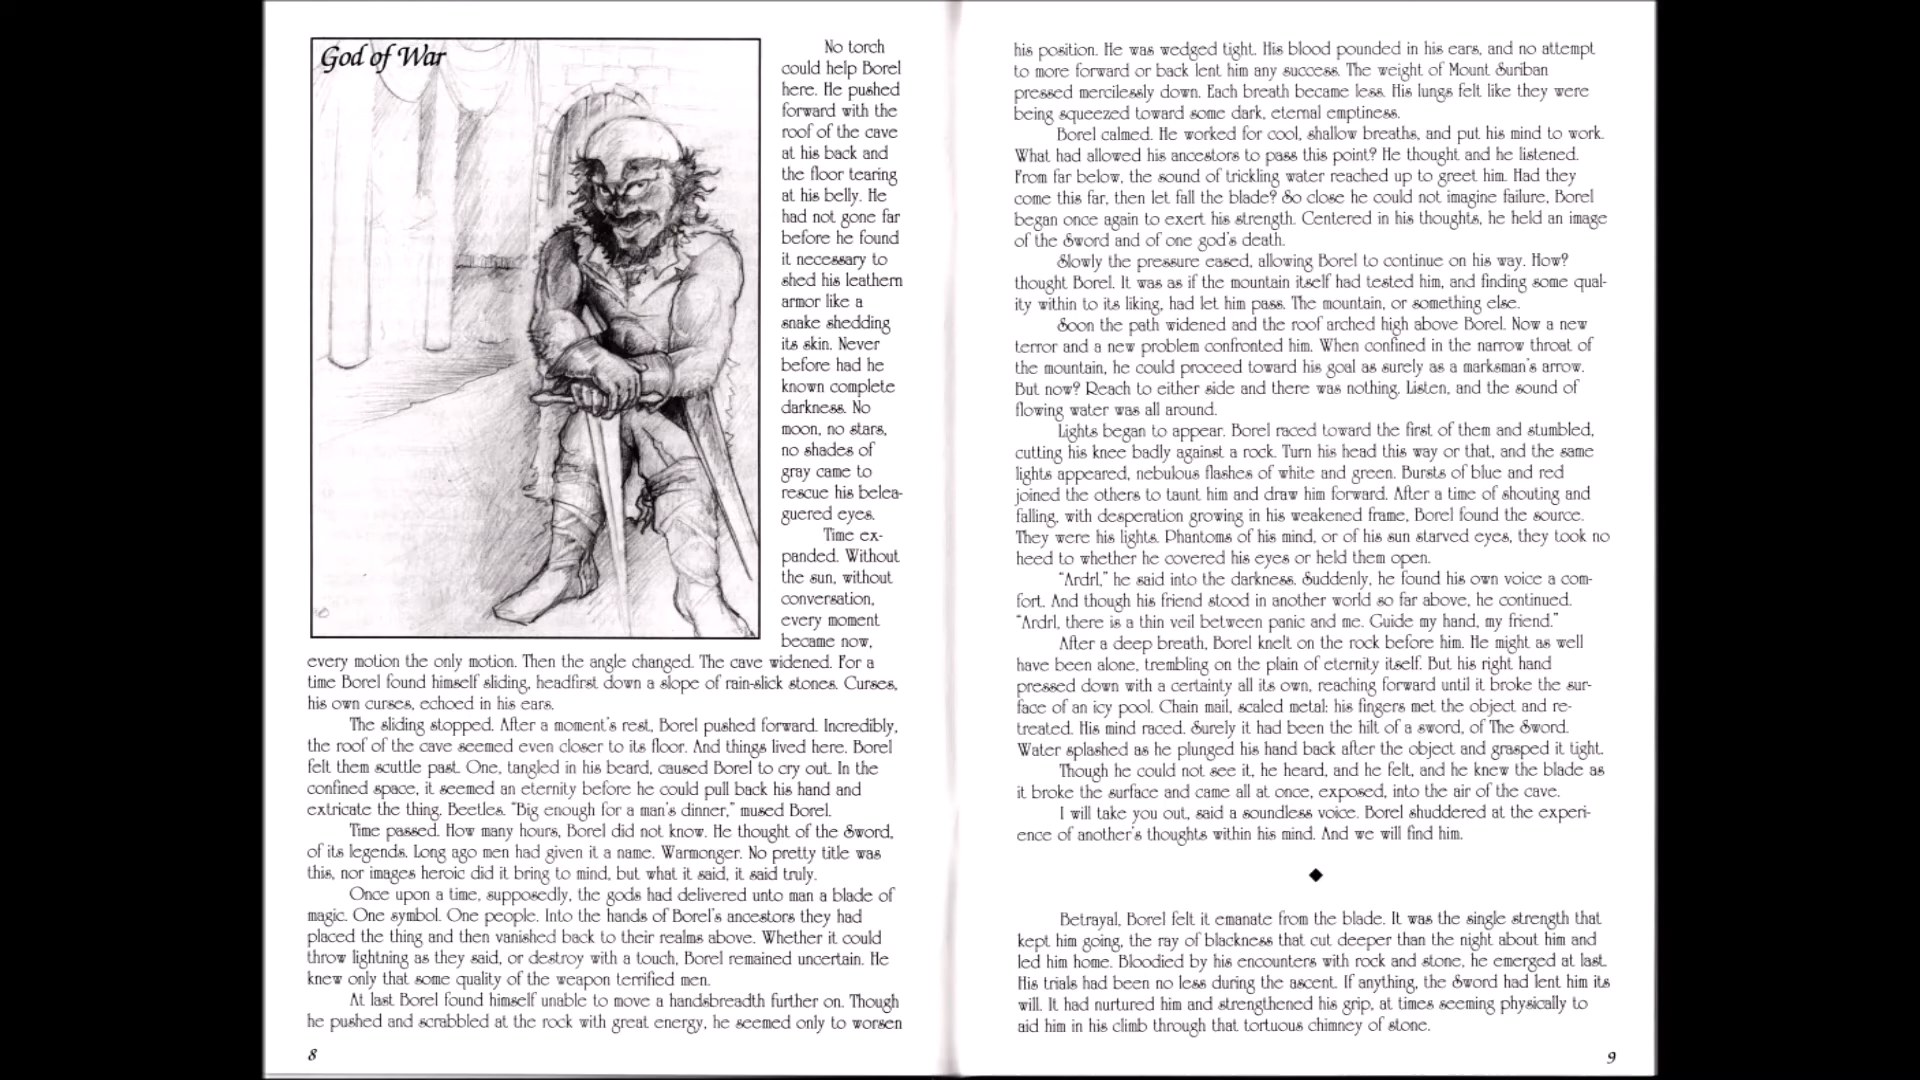 God of War
No torch
could help Borel
here. He pushed
forward with the
roof of the cave
at his back and
the floor tearing
at his belly. He
had not gone far
before he found
it necessary to
shed his leathern
armor like a
snake shedding
its skin. Never
before had he
known complete
darkness. No
moon, no stars,
no shades of
gray came to
rescue his belea-
guered eyes.
Time ex-
panded. Without
the sun, without
conversation,
every moment
became now,
every motion the only motion. Then the angle changed. The cave widened. For a
time Borel found himself sliding, headfirst down a slope of rain-slick stones. Curses,
his own curses, echoed in his ears.
The sliding stopped. After a moment's rest, Borel pushed forward. Incredibly,
the roof of the cave seemed even closer to its floor. And things lived here. Borel
felt them scuttle past. One, tangled in his beard, caused Borel to cry out. In the
confined space, it seemed an eternity before he could pull back his hand and
extricate the thing. Beetles. "Big enough for a man's dinner," mused Borel.
Time passed. How many hours, Borel did not know. He thought of the Sword,
of its legends. Long ago men had given it a name. Warmonger. No pretty title was
this, nor images heroic did it bring to mind, but what it said, it said truly.
Once upon a time, supposedly, the gods had delivered unto man a blade of
magic. One symbol. One people. Into the hands of Borel's ancestors they had
placed the thing and then vanished back to their realms above. Whether it could
throw lightning as they said, or destroy with a touch, Borel remained uncertain. He
knew only that some quality of the weapon terrified men.
At last Borel found himself unable to move a handsbreadth further on. Though
he pushed and scrabbled at the rock with great energy, he seemed only to worsen
8
his position. He was wedged tight. His blood pounded in his ears, and no attempt
to more forward or back lent him any success. The weight of Mount Suriban
pressed mercilessly down. Each breath became less. His lungs felt like they were
being squeezed toward some dark, eternal emptiness.
Borel calmed. He worked for cool, shallow breaths, and put his mind to work.
What had allowed his ancestors to pass this point? He thought and he listened.
From far below, the sound of trickling water reached up to greet him. Had they
come this far, then let fall the blade? So close he could not imagine failure, Borel
began once again to exert his strength. Centered in his thoughts, he held an image
of the Sword and of one god's death.
Slowly the pressure eased, allowing Borel to continue on his way. How?
thought Borel. It was as if the mountain itself had tested him, and finding some qual-
ity within to its liking, had let him pass. The mountain, or something else.
Soon the path widened and the roof arched high above Borel. Now a new
terror and a new problem confronted him. When confined in the narrow throat of
the mountain, he could proceed toward his goal as surely as a marksman's arrow.
But now? Reach to either side and there was nothing. Listen, and the sound of
flowing water was all around.
Lights began to appear. Borel raced toward the first of them and stumbled,
cutting his knee badly against a rock. Turn his head this way or that, and the same
lights appeared, nebulous flashes of white and green. Bursts of blue and red
joined the others to taunt him and draw him forward. After a time of shouting and
falling, with desperation growing in his weakened frame, Borel found the source.
They were his lights. Phantoms of his mind, or of his sun starved eyes, they took no
heed to whether he covered his eyes or held them open.
"Ardrl," he said into the darkness. Suddenly, he found his own voice a com-
fort. And though his friend stood in another world so far above, he continued.
"Ardrl, there is a thin veil between panic and me. Guide my hand, my friend."
After a deep breath, Borel knelt on the rock before him. He might as well
have been alone, trembling on the plain of eternity itself. But his right hand
pressed down with a certainty all its own, reaching forward until it broke the sur-
face of an icy pool. Chain mail, scaled metal: his fingers met the object and re-
treated. His mind raced. Surely it had been the hilt of a sword, of The Sword.
Water splashed as he plunged his hand back after the object and grasped it tight.
Though he could not see it, he heard, and he felt, and he knew the blade as
it broke the surface and came all at once, exposed, into the air of the cave.
I will take you out, said a soundless voice. Borel shuddered at the experi-
ence of another's thoughts within his mind. And we will find him.
◆
Betrayal, Borel felt it emanate from the blade. It was the single strength that
kept him going, the ray of blackness that cut deeper than the night about him and
led him home. Bloodied by his encounters with rock and stone, he emerged at last.
His trials had been no less during the ascent. If anything, the Sword had lent him its
will. It had nurtured him and strengthened his grip, at times seeming physically to
aid him in his climb through that tortuous chimney of stone.
9